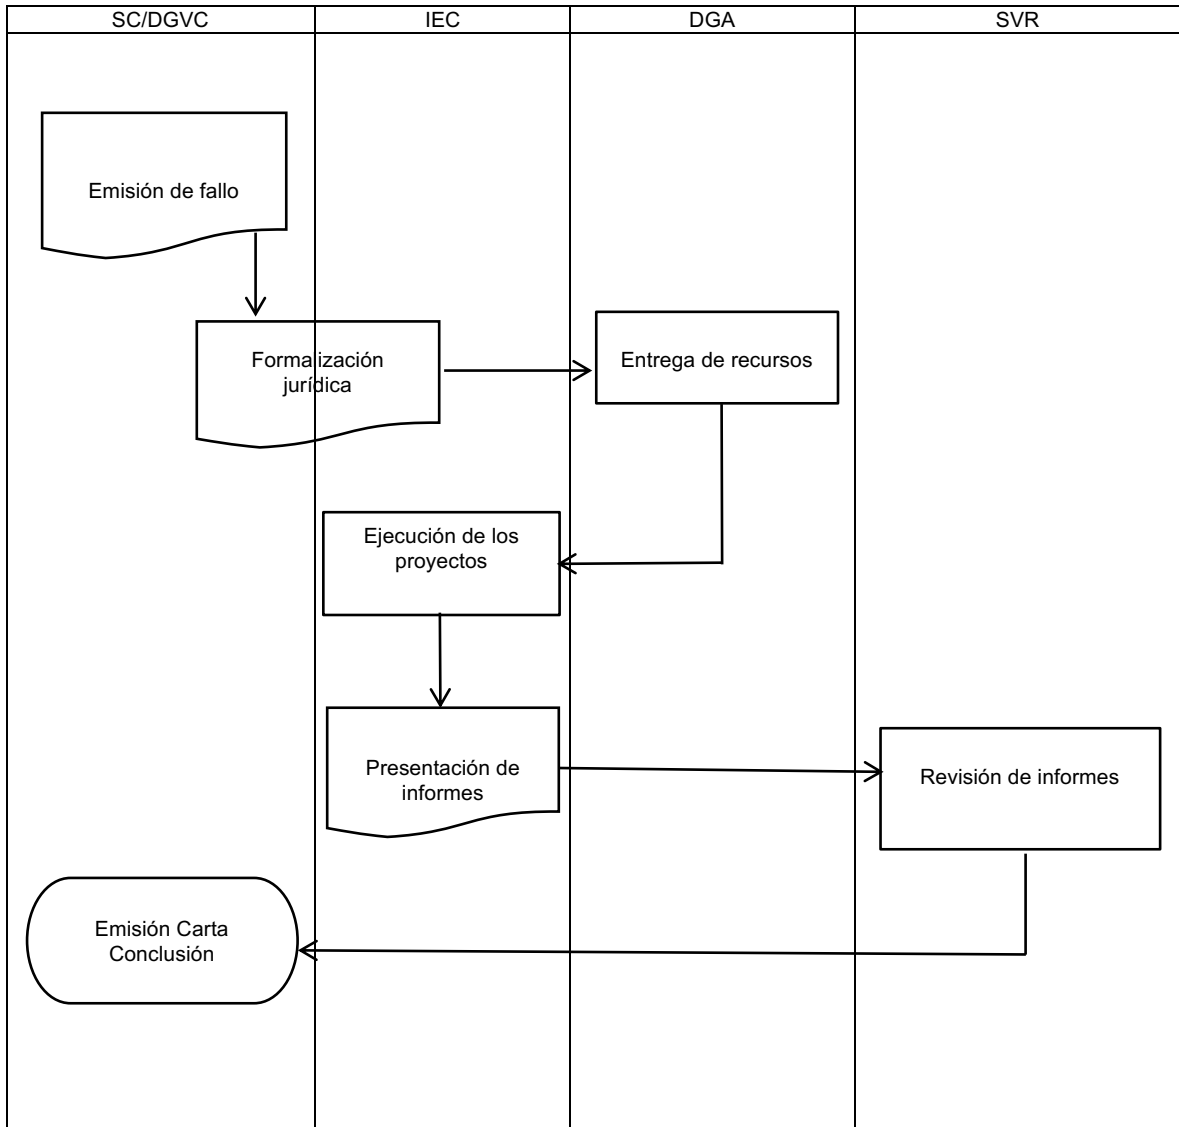 SC/DGVC
IEC
DGA
SVR
Emisión de fallo
Formalización
jurídica
Entrega de recursos
Ejecución de los
proyectos
Presentación de
informes
Revisión de informes
Emisión Carta
Conclusión